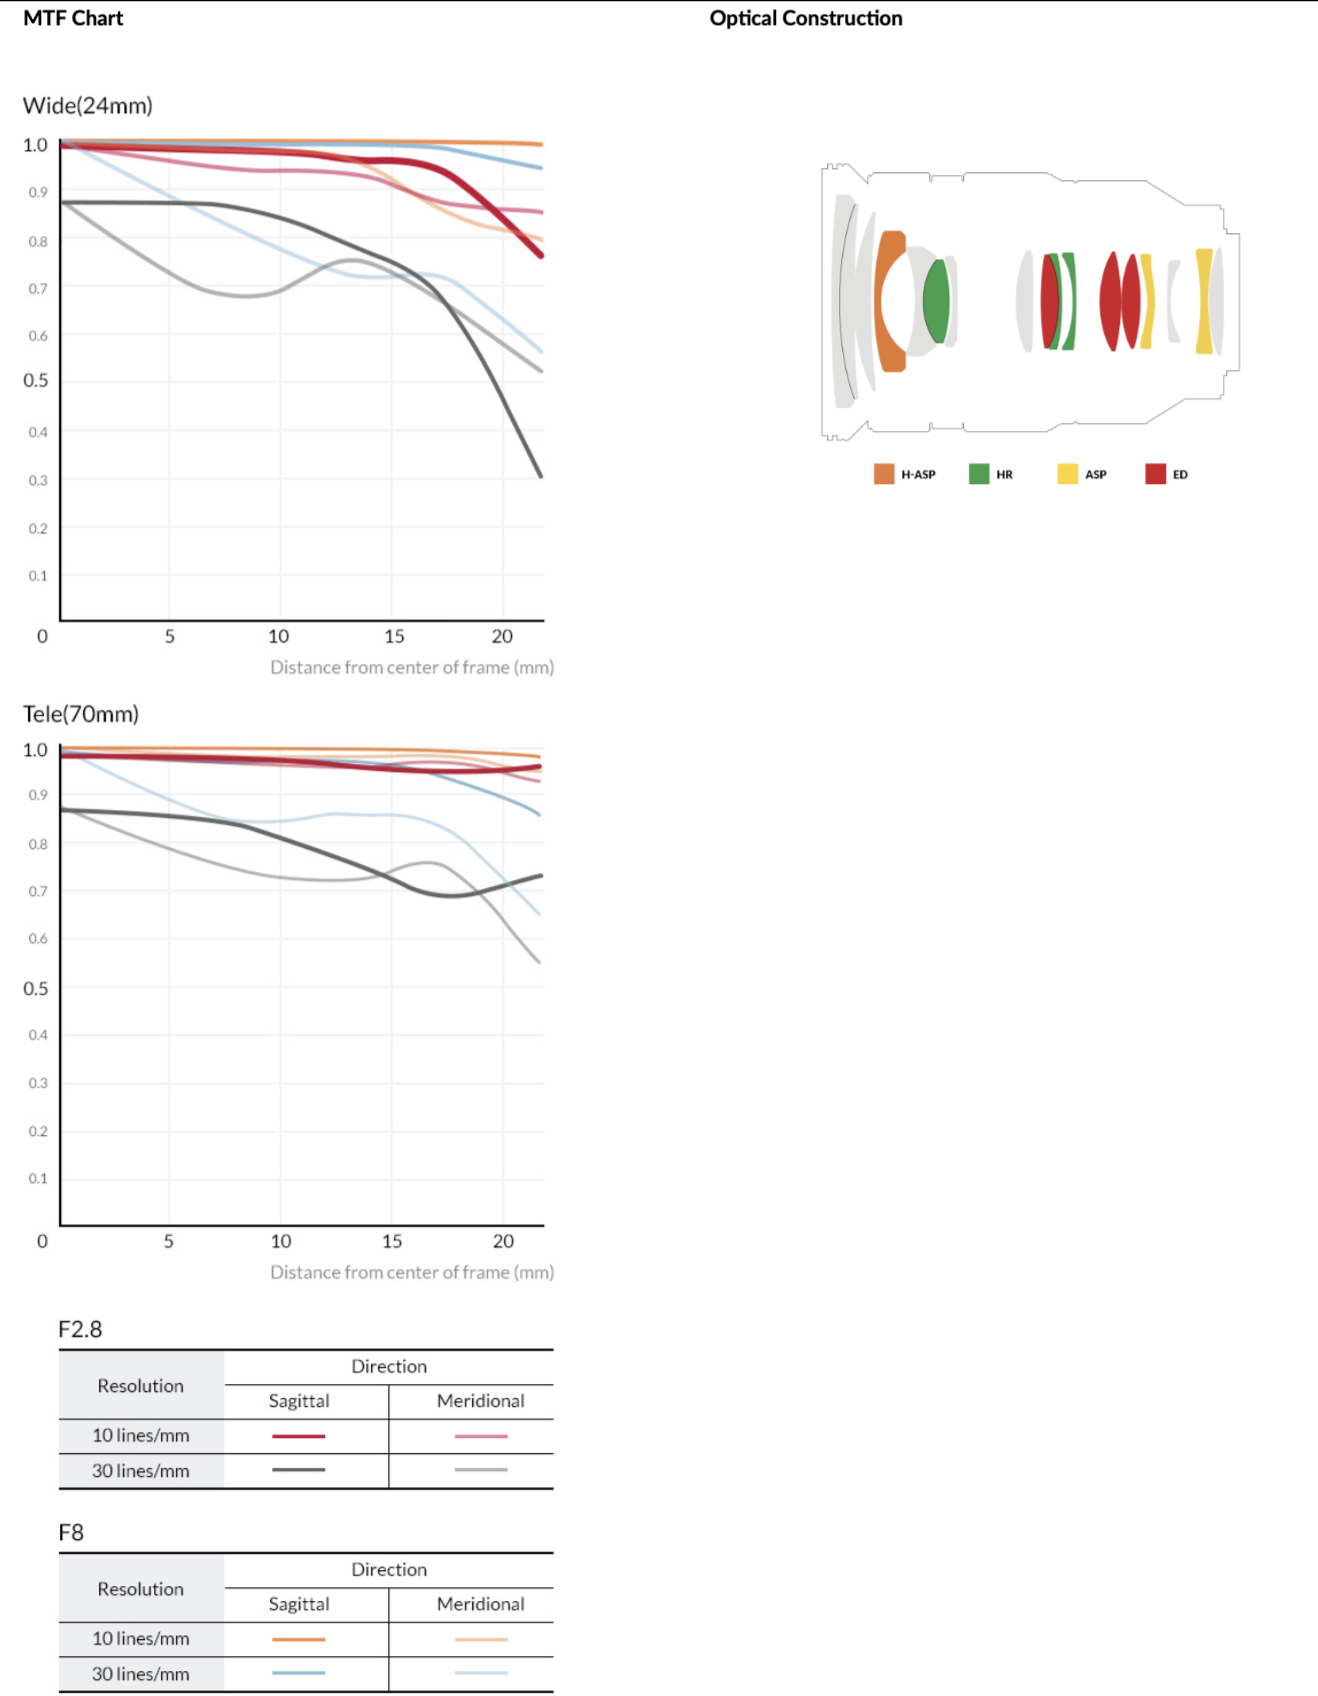 MTF Chart
Optical Construction
Wide(24mm)
1.0
0.9
0.8
0.7
0.6
0.5
0.4
0.3
0.2
0.1
0 5 10 15 20
Distance from center of frame (mm)
H-ASP HR ASP ED
Tele(70mm)
1.0
0.9
0.8
0.7
0.6
0.5
0.4
0.3
0.2
0.1
0 5 10 15 20
Distance from center of frame (mm)
F2.8
Resolution Direction
Sagittal Meridional
10 lines/mm
30 lines/mm
F8
Resolution Direction
Sagittal Meridional
10 lines/mm
30 lines/mm